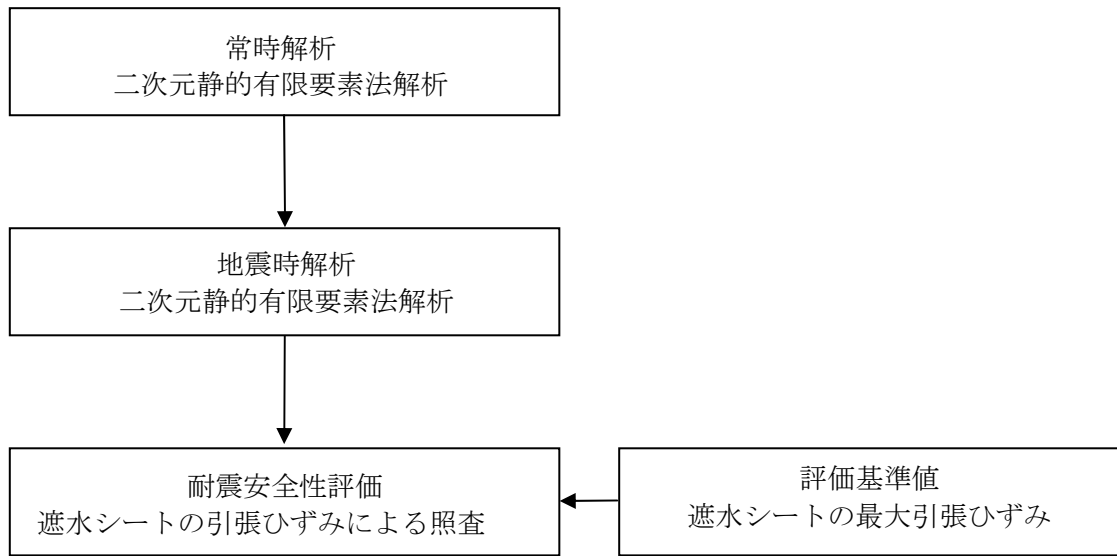 常時解析
二次元静的有限要素法解析
地震時解析
二次元静的有限要素法解析
耐震安全性評価
遮水シートの引張ひずみによる照査
評価基準値
遮水シートの最大引張ひずみ